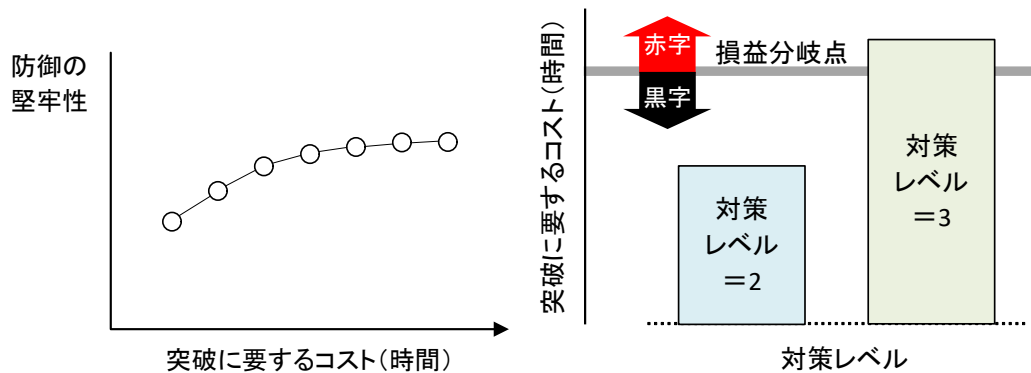 防御の
堅牢性
突破に要するコスト(時間)
突破に要するコスト(時間)
赤字
黒字
損益分岐点
対策
レベル
＝2
対策
レベル
＝3
対策レベル